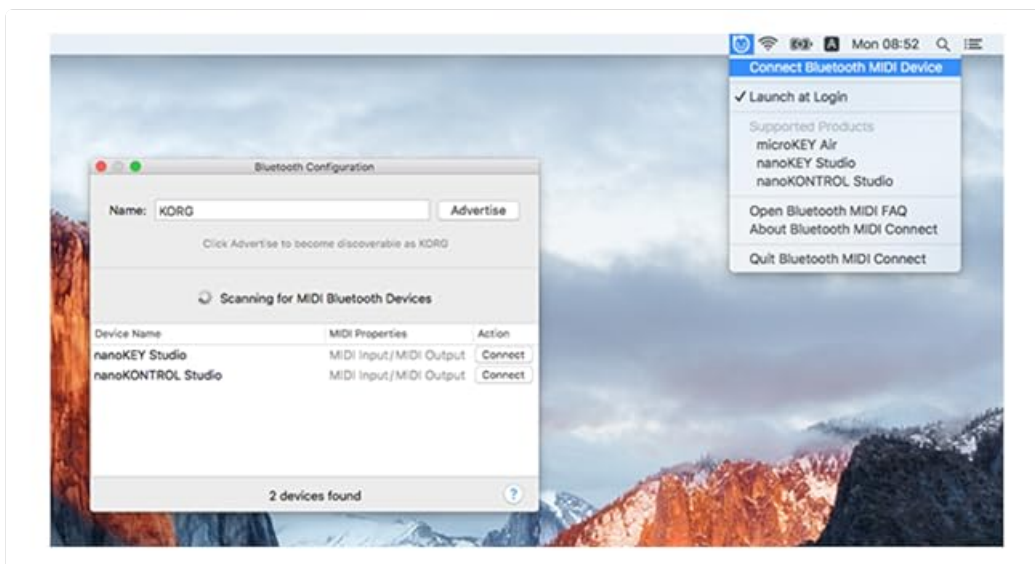 A Mon 08:52
Connect Bluetooth MIDI Device
✓ Launch at Login
Supported Products
microKEY Air
nanoKEY Studio
nanoKONTROL Studio
Open Bluetooth MIDI FAQ
About Bluetooth MIDI Connect
Quit Bluetooth MIDI Connect
Bluetooth Configuration
Name: KORG Advertise
Click Advertise to become discoverable as KORG
Scanning for MIDI Bluetooth Devices
Device Name MIDI Properties Action
nanoKEY Studio MIDI Input/MIDI Output Connect
nanoKONTROL Studio MIDI Input/MIDI Output Connect
2 devices found ?